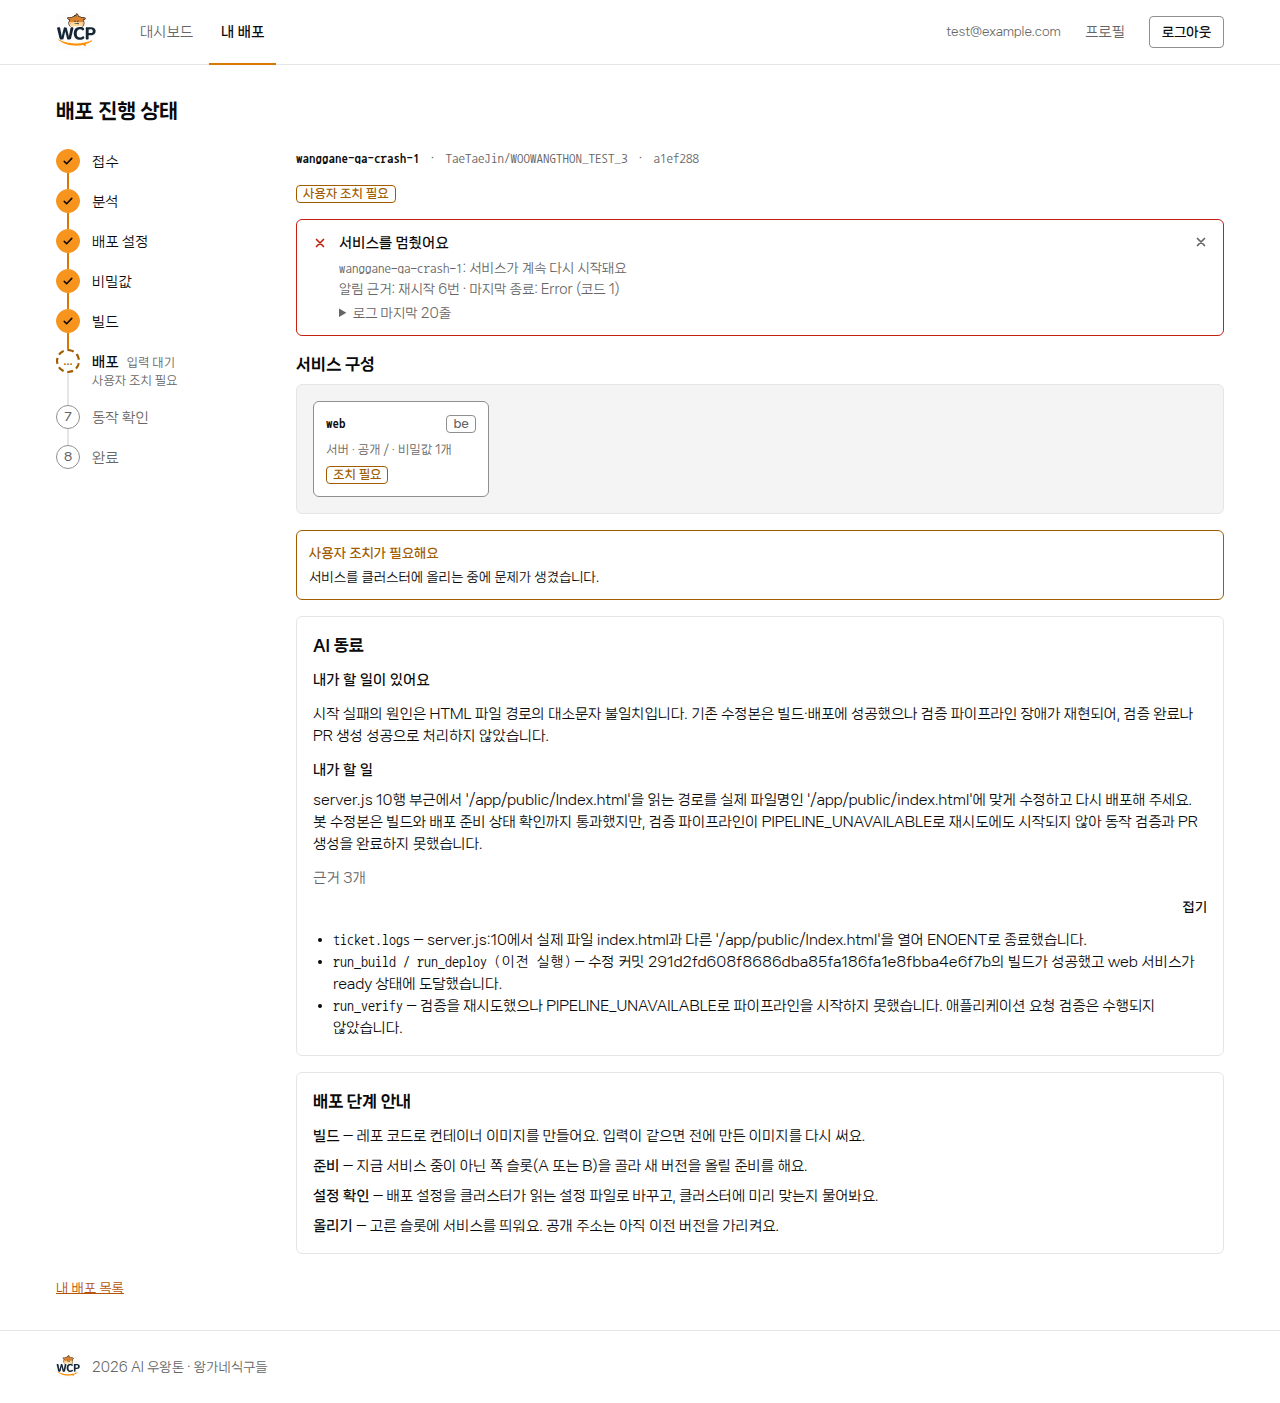 WCP
대시보드
내 배포
test@example.com
프로필
로그아웃
배포 진행 상태
접수
분석
배포 설정
비밀값
빌드
... 배포 입력 대기
사용자 조치 필요
7 동작 확인
8 완료
wanggane-qa-crash-1 · TaeTaeJin/WOOWANGTHON_TEST_3 · a1ef288
사용자 조치 필요
서비스를 멈췄어요
wanggane-qa-crash-1: 서비스가 계속 다시 시작돼요
알림 근거: 재시작 6번 · 마지막 종료: Error (코드 1)
▶ 로그 마지막 20줄
서비스 구성
web be
서버 · 공개 / · 비밀값 1개
조치 필요
사용자 조치가 필요해요
서비스를 클러스터에 올리는 중에 문제가 생겼습니다.
AI 동료
내가 할 일이 있어요
시작 실패의 원인은 HTML 파일 경로의 대소문자 불일치입니다. 기존 수정본은 빌드·배포에 성공했으나 검증 파이프라인 장애가 재현되어, 검증 완료나
PR 생성 성공으로 처리하지 않았습니다.
내가 할 일
server.js 10행 부근에서 '/app/public/Index.html'을 읽는 경로를 실제 파일명인 '/app/public/index.html'에 맞게 수정하고 다시 배포해 주세요.
봇 수정본은 빌드와 배포 준비 상태 확인까지 통과했지만, 검증 파이프라인이 PIPELINE_UNAVAILABLE로 재시도에도 시작되지 않아 동작 검증과 PR
생성을 완료하지 못했습니다.
근거 3개
접기
• ticket.logs — server.js:10에서 실제 파일 index.html과 다른 '/app/public/Index.html'을 열어 ENOENT로 종료했습니다.
• run_build / run_deploy (이전 실행) — 수정 커밋 291d2fd608f8686dba85fa186fa1e8fbba4e6f7b의 빌드가 성공했고 web 서비스가
ready 상태에 도달했습니다.
• run_verify — 검증을 재시도했으나 PIPELINE_UNAVAILABLE로 파이프라인을 시작하지 못했습니다. 애플리케이션 요청 검증은 수행되지
않았습니다.
배포 단계 안내
빌드 — 레포 코드로 컨테이너 이미지를 만들어요. 입력이 같으면 전에 만든 이미지를 다시 써요.
준비 — 지금 서비스 중이 아닌 쪽 슬롯(A 또는 B)을 골라 새 버전을 올릴 준비를 해요.
설정 확인 — 배포 설정을 클러스터가 읽는 설정 파일로 바꾸고, 클러스터에 미리 맞는지 물어봐요.
올리기 — 고른 슬롯에 서비스를 띄워요. 공개 주소는 아직 이전 버전을 가리켜요.
내 배포 목록
WCP 2026 AI 우왕톤 · 왕가네식구들